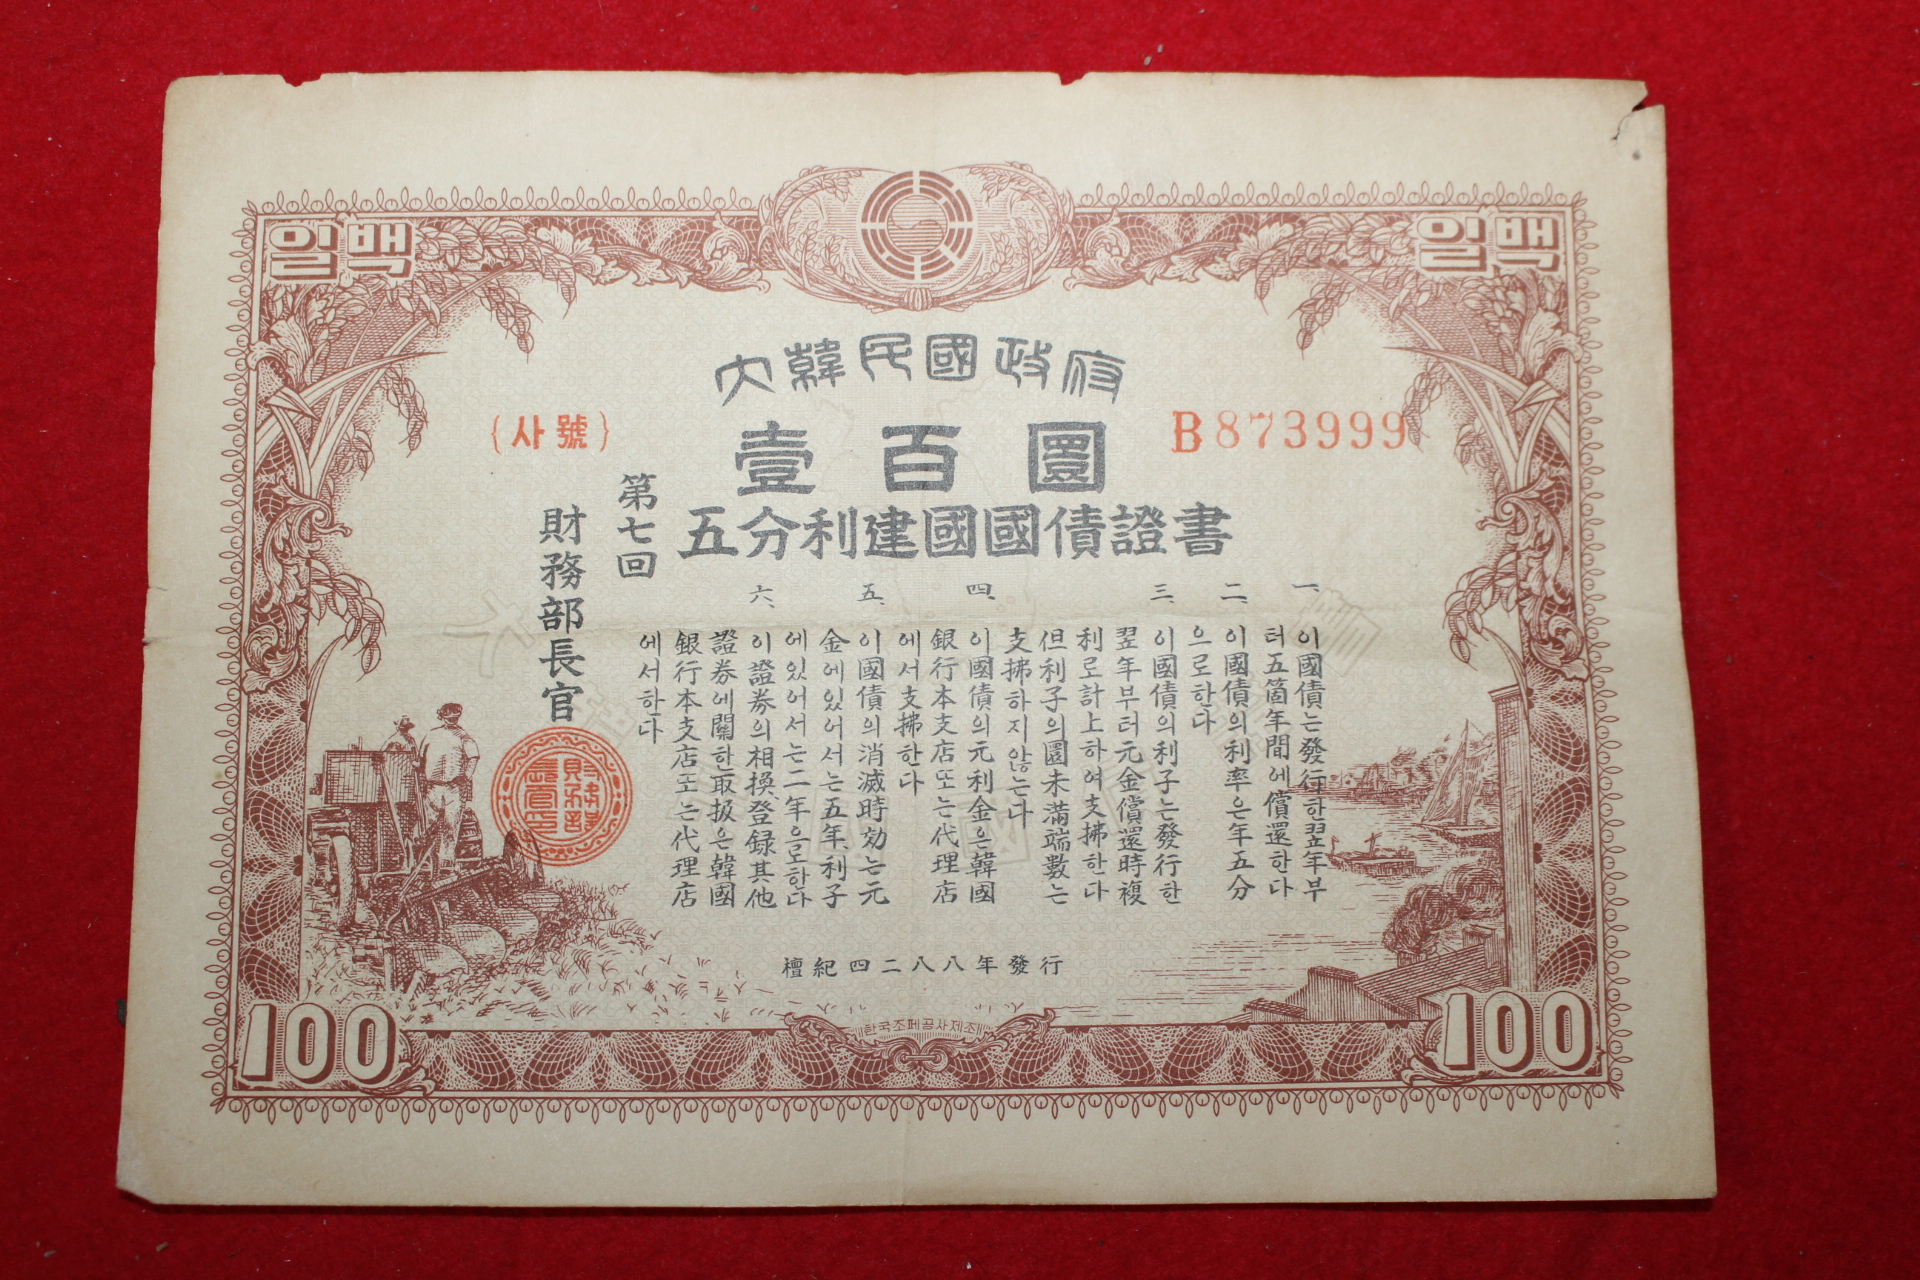 일백
일백
大韓民國政府
{사號}
B873999
壹百圜
五分利建國國債證書
第七回
一、이國債는發行한翌年부
터五箇年間에償還한다
二、이國債의利率은年五分
으로한다
三、이國債의利子는發行한
翌年부터元金償還時複
利로計上하여支拂한다
但利子의圜未滿端數는
支拂하지않는다
四、이國債의元利金은韓國
銀行本支店또는代理店
에서支拂한다
五、이國債의消滅時効는元
金에있어서는五年、利子
에있어서는二年으로한다
六、이證券의相換、登録其他
證券에關한取扱은韓國
銀行本支店또는代理店
에서한다
財務部長官
檀紀四二八八年發行
한국조폐공사제조
100
100